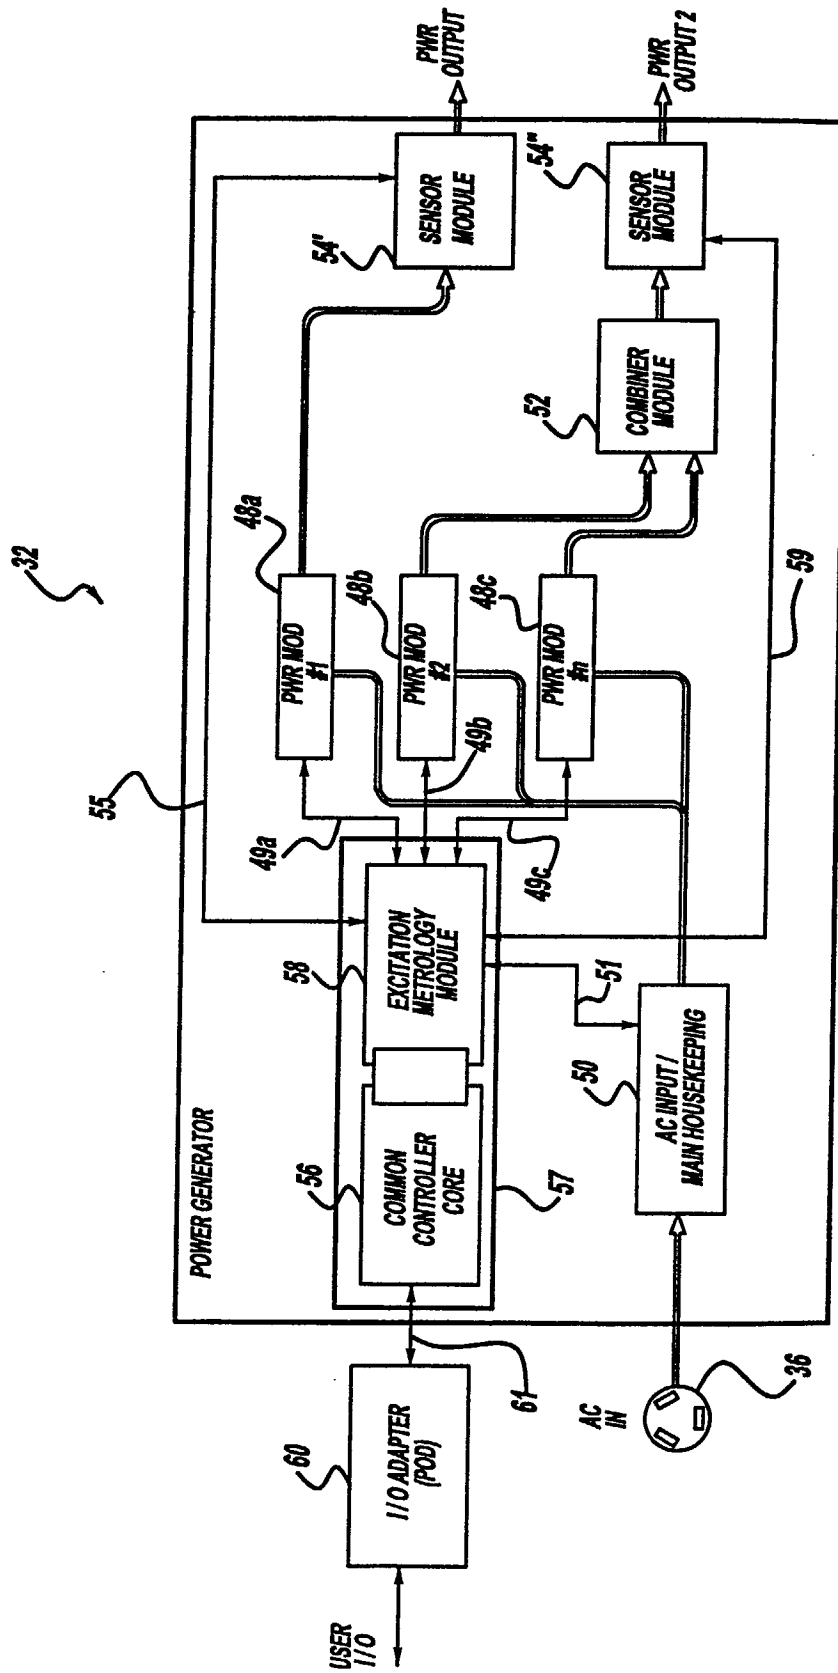 32
POWER GENERATOR
55
48a
PWR MOD
#1
49a
54'
SENSOR
MODULE
PWR
OUTPUT
60
I/O ADAPTER
(POD)
USER
I/O
61
56
COMMON
CONTROLLER
CORE
57
58
EXCITATION
METROLOGY
MODULE
48b
PWR MOD
#2
49b
48c
PWR MOD
#n
49c
52
COMBINER
MODULE
54"
SENSOR
MODULE
PWR
OUTPUT 2
AC
IN
36
50
AC INPUT /
MAIN HOUSEKEEPING
51
59